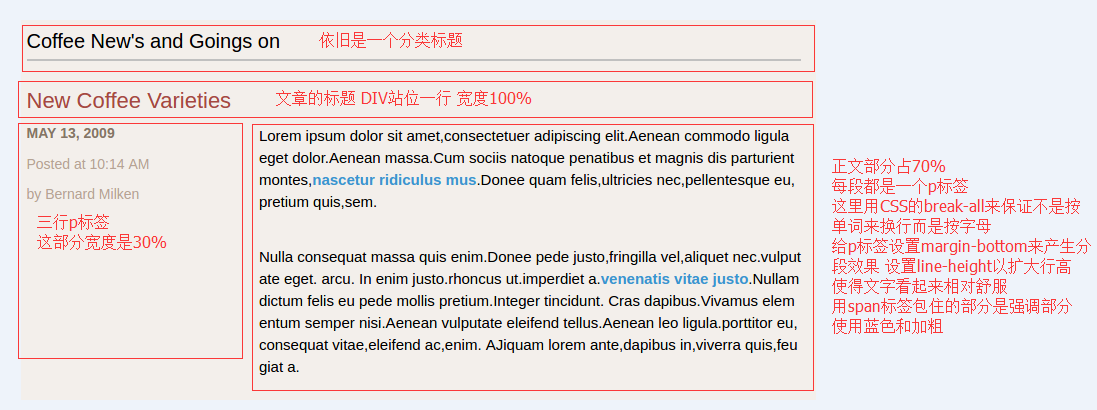 Coffee New's and Goings on
依旧是一个分类标题
New Coffee Varieties
文章的标题 DIV站位一行 宽度100%
MAY 13, 2009
Posted at 10:14 AM
by Bernard Milken
三行p标签
这部分宽度是30%
Lorem ipsum dolor sit amet,consectetuer adipiscing elit.Aenean commodo ligula
eget dolor.Aenean massa.Cum sociis natoque penatibus et magnis dis parturient
montes,nascetur ridiculus mus.Donec quam felis,ultricies nec,pellentesque eu,
pretium quis,sem.
Nulla consequat massa quis enim.Donee pede justo,fringilla vel,aliquet nec.vulput
ate eget. arcu. In enim justo.rhoncus ut.imperdiet a.venenatis vitae justo.Nullam
dictum felis eu pede mollis pretium.Integer tincidunt. Cras dapibus.Vivamus elem
entum semper nisi.Aenean vulputate eleifend tellus.Aenean leo ligula.porttitor eu,
consequat vitae,eleifend ac,enim. AJiquam lorem ante,dapibus in,viverra quis,feu
giat a.
正文部分占70%
每段都是一个p标签
这里用CSS的break-all来保证不是按
单词来换行而是按字母
给p标签设置margin-bottom来产生分
段效果 设置line-height以扩大行高
使得文字看起来相对舒服
用span标签包住的部分是强调部分
使用蓝色和加粗